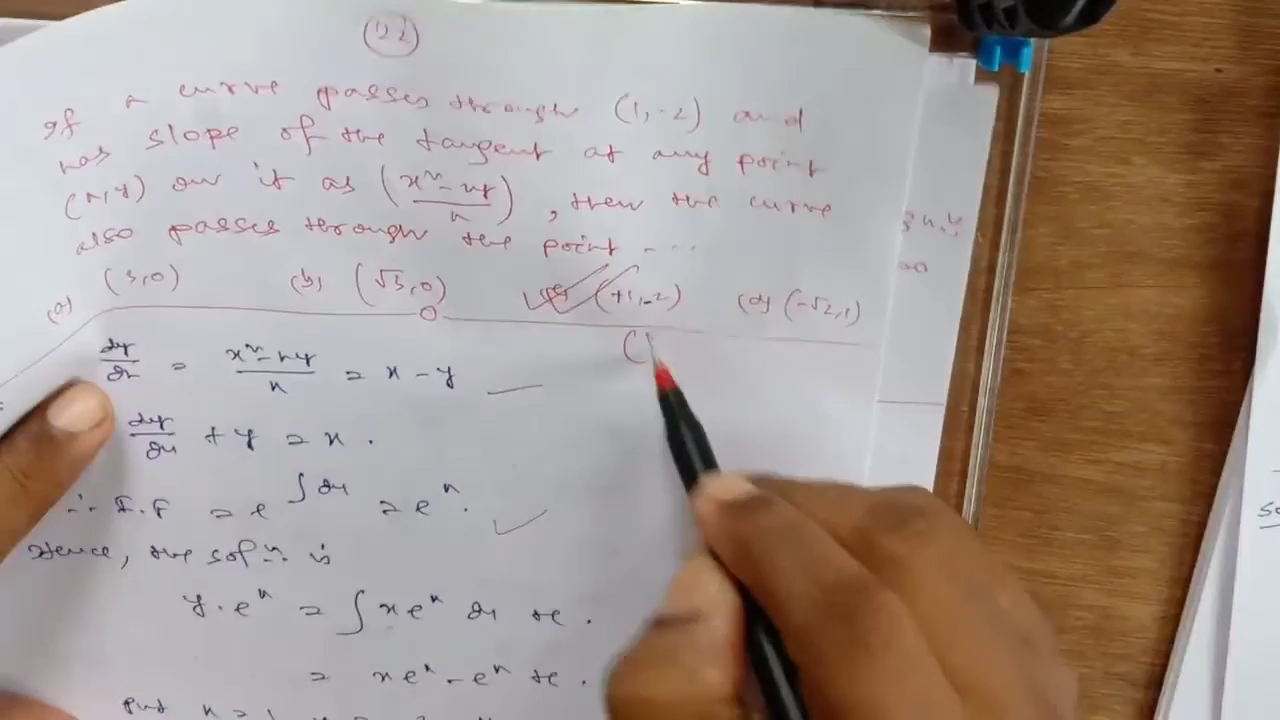 (22)
If a curve passes through (1,-2) and
has slope of the tangent at any point
(x,y) on it as (x² - xy / x), then the curve
also passes through the point ...
(a) (3,0) (b) (√3,0) (c) (+1,-2) (d) (-√2,1)
dy/dx = x² - xy / x = x - y
dy/dx + y = x .
∴ I.F = e ∫dx = e^x .
Hence, the solⁿ is
y.e^x = ∫ x e^x dx + c .
= x e^x - e^x + c .
put x = 1